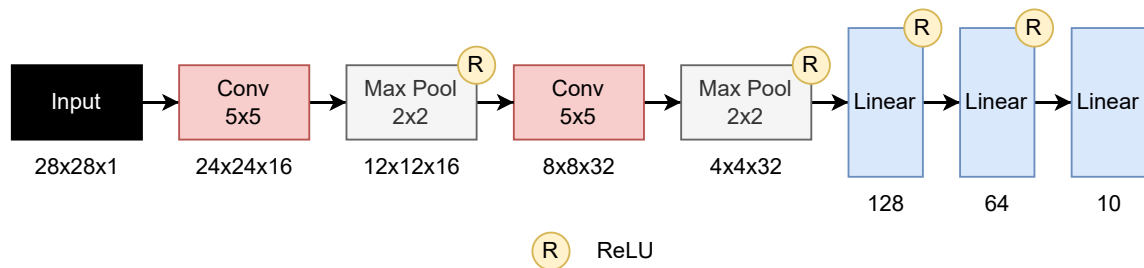 R
R
R
R
Input
Conv
5x5
Max Pool
2x2
Conv
5x5
Max Pool
2x2
Linear
Linear
Linear
28x28x1
24x24x16
12x12x16
8x8x32
4x4x32
128
64
10
R ReLU